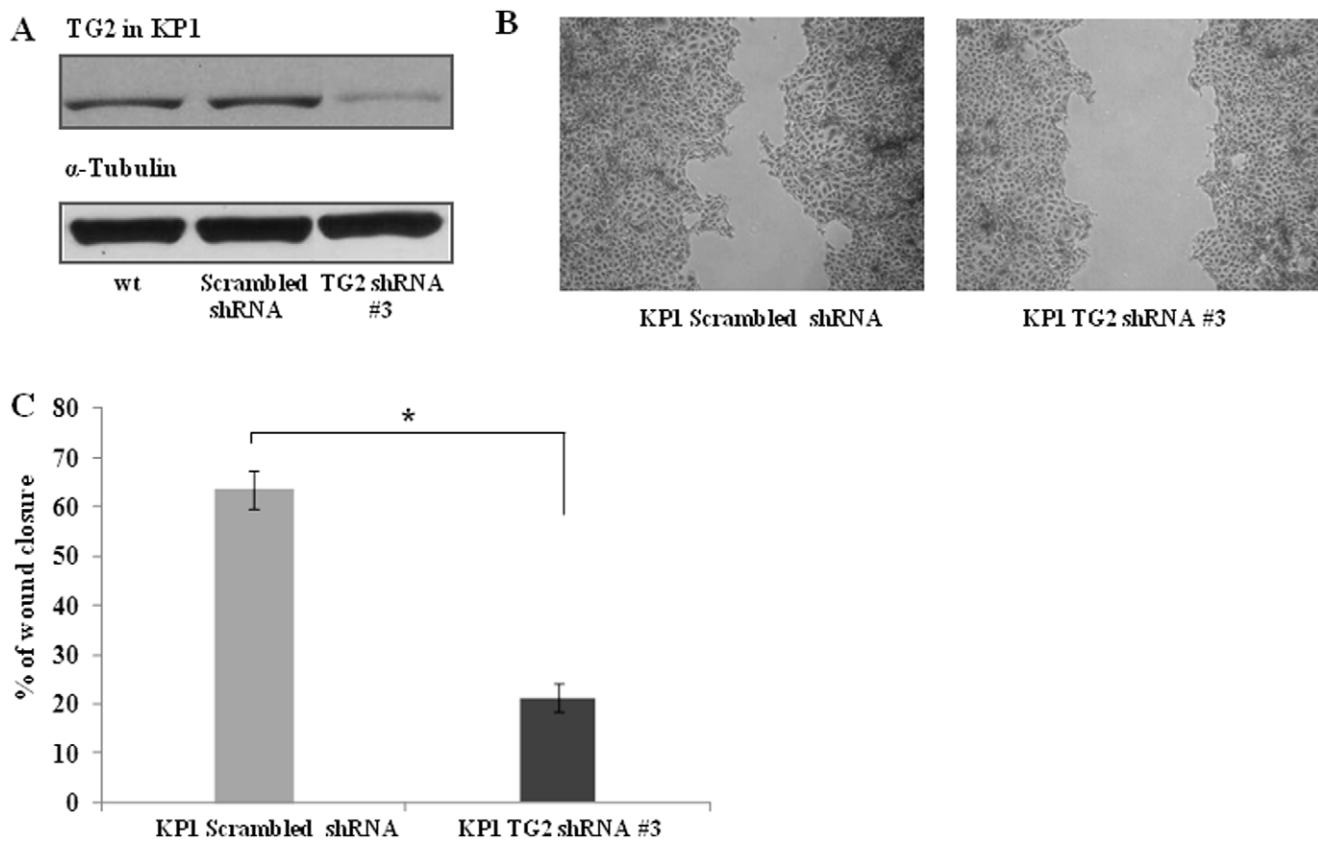 A
TG2 in KP1
α-Tubulin
wt
Scrambled
shRNA
TG2 shRNA
#3
B
KP1 Scrambled shRNA
KP1 TG2 shRNA #3
C
% of wound closure
80
70
60
50
40
30
20
10
0
*
KP1 Scrambled shRNA
KP1 TG2 shRNA #3